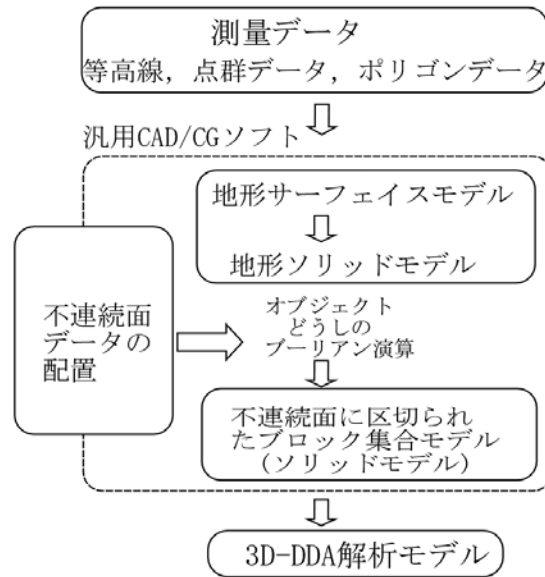 測量データ
等高線，点群データ，ポリゴンデータ
汎用CAD/CGソフト
地形サーフェイスモデル
地形ソリッドモデル
不連続面
データの
配置
オブジェクト
どうしの
ブーリアン演算
不連続面に区切られ
たブロック集合モデル
（ソリッドモデル）
3D-DDA解析モデル